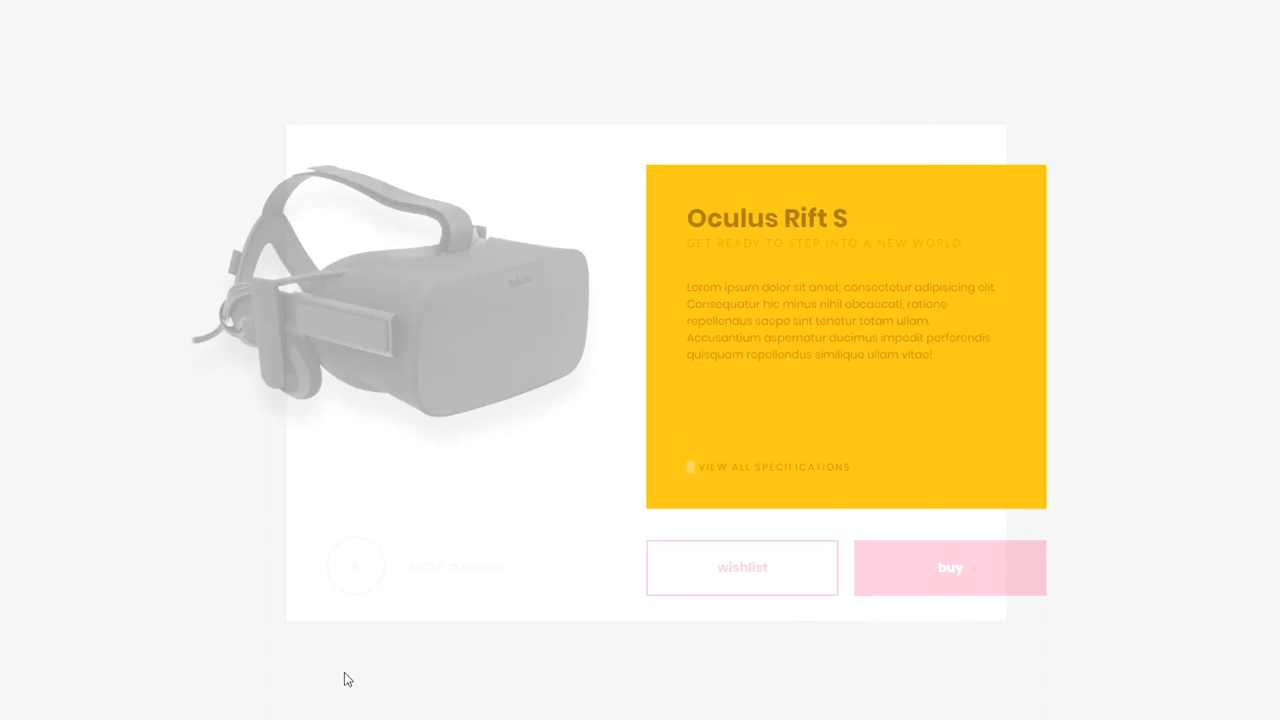 Oculus Rift S
GET READY TO STEP INTO A NEW WORLD
Lorem ipsum dolor sit amet, consectetur adipisicing elit.
Consequatur hic minus nihil obcaecati, ratione
repellendus saepe sint tenetur totam ullam.
Accusantium aspernatur ducimus impedit perferendis
quisquam repellendus similique ullam vitae!
VIEW ALL SPECIFICATIONS
wishlist
buy